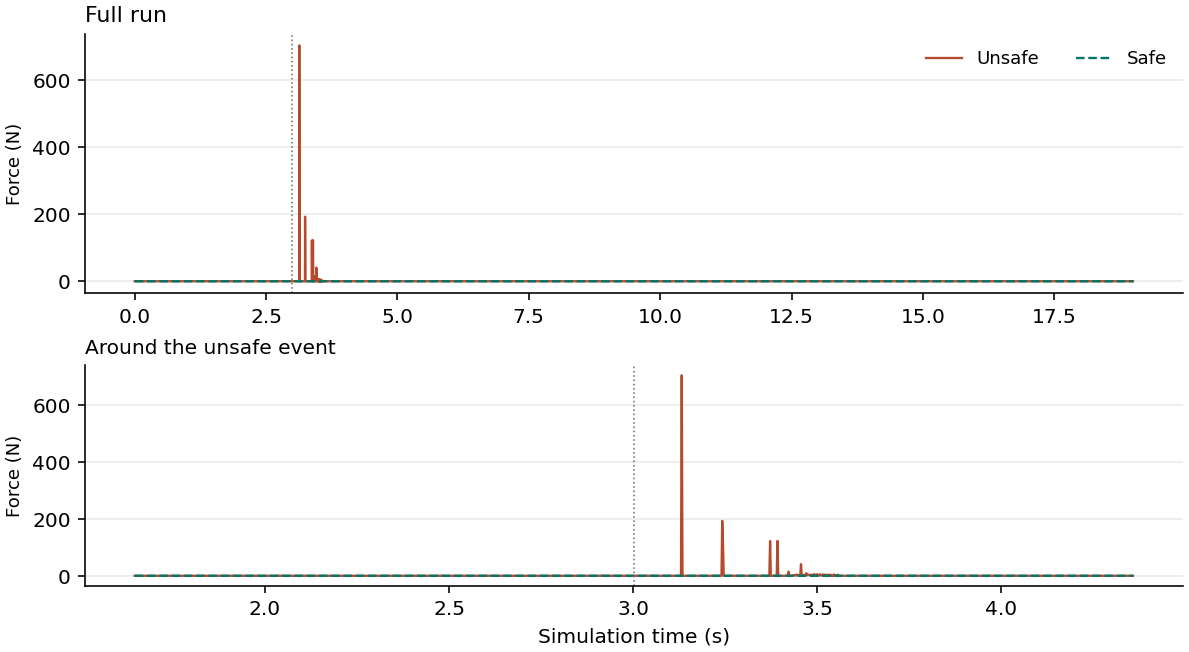 Full run
Unsafe Safe
Force (N)
600
400
200
0
0.0 2.5 5.0 7.5 10.0 12.5 15.0 17.5
Around the unsafe event
Force (N)
600
400
200
0
2.0 2.5 3.0 3.5 4.0
Simulation time (s)